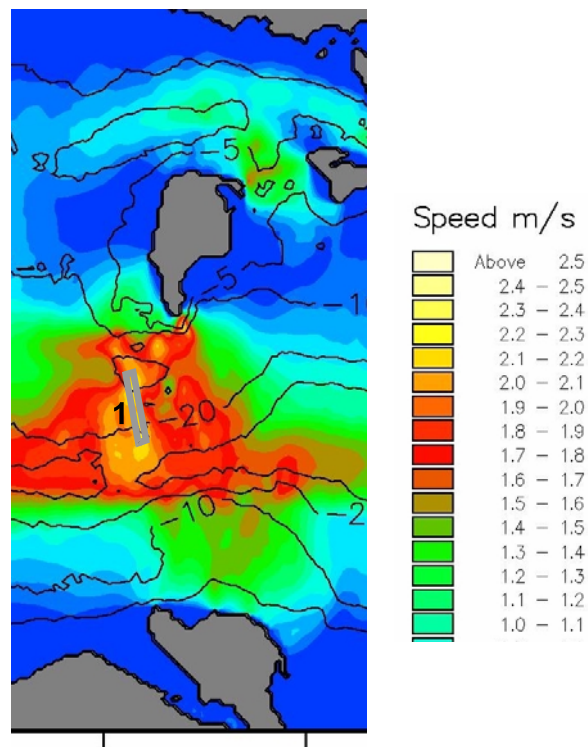 -5
-5
-10
1
-20
-10
-2
Speed m/s
Above 2.5
2.4 - 2.5
2.3 - 2.4
2.2 - 2.3
2.1 - 2.2
2.0 - 2.1
1.9 - 2.0
1.8 - 1.9
1.7 - 1.8
1.6 - 1.7
1.5 - 1.6
1.4 - 1.5
1.3 - 1.4
1.2 - 1.3
1.1 - 1.2
1.0 - 1.1